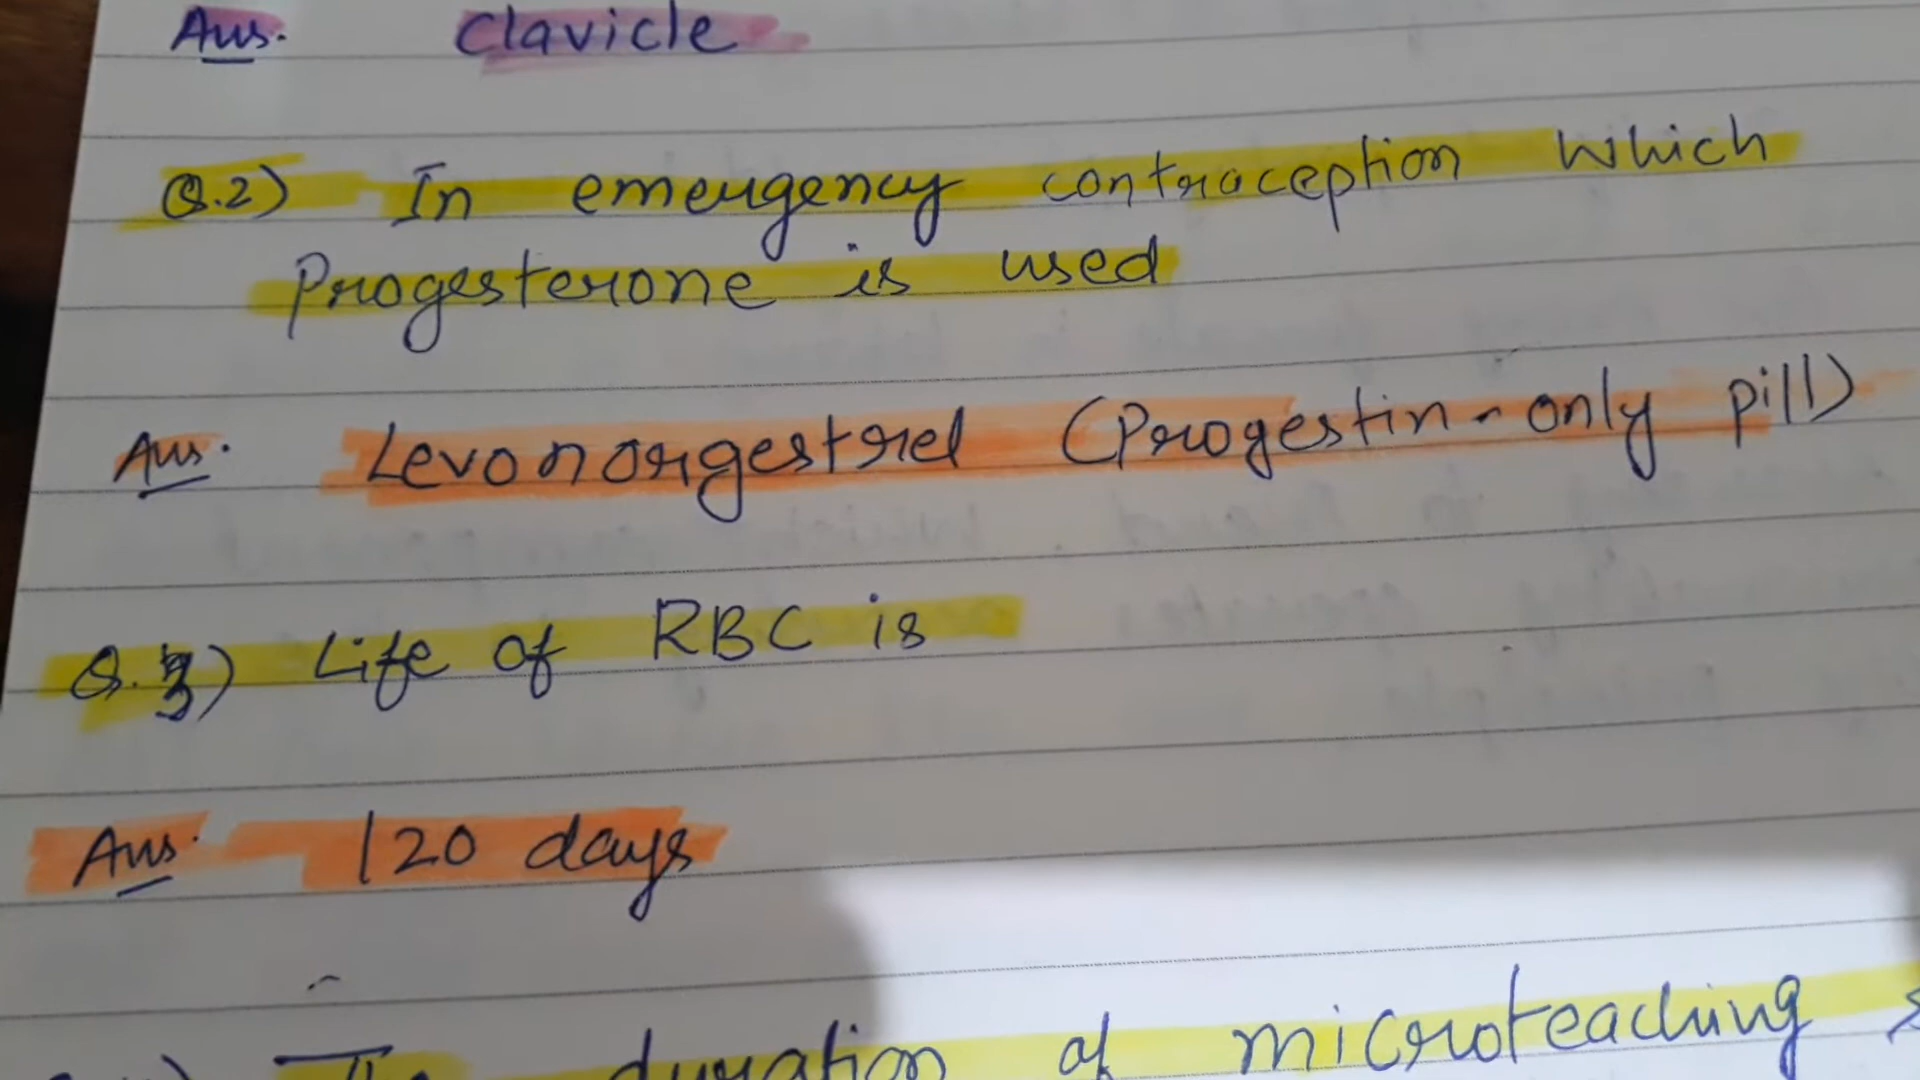 Ans. Clavicle
Q.2) In emergency contraception which
Progesterone is used
Ans. Levonorgestrel (Progestin-only pill)
Q.3) Life of RBC is
Ans. 120 days
The duration of microteaching